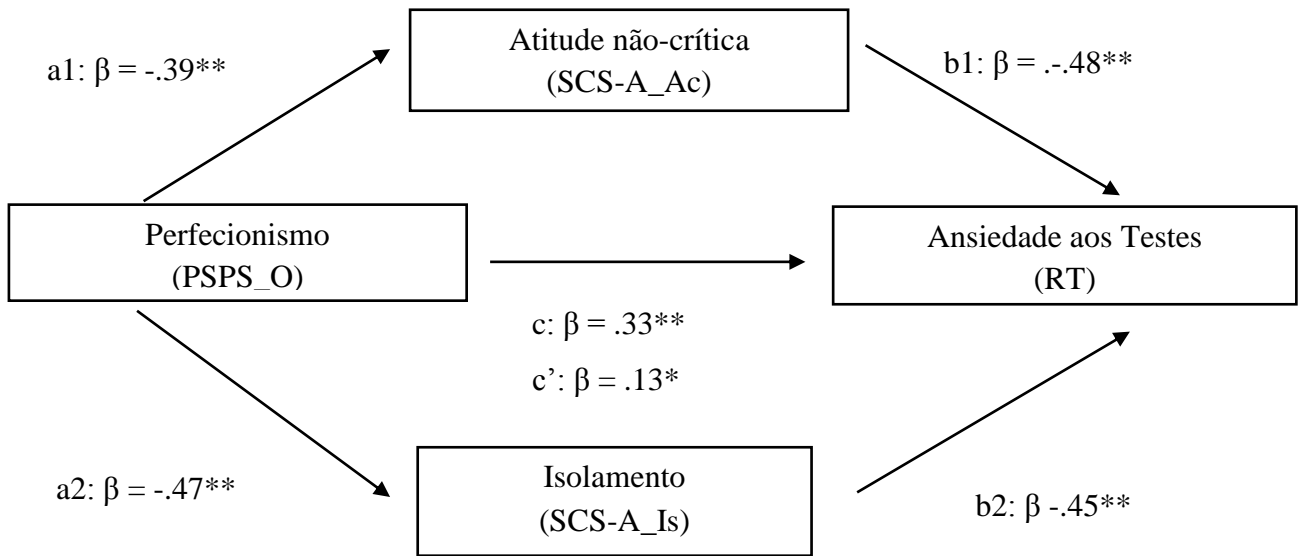 Atitude não-crítica
(SCS-A_Ac)
a1: β = -.39**
b1: β = .-.48**
Perfecionismo
(PSPS_O)
Ansiedade aos Testes
(RT)
c: β = .33**
c’: β = .13*
Isolamento
(SCS-A_Is)
a2: β = -.47**
b2: β -.45**